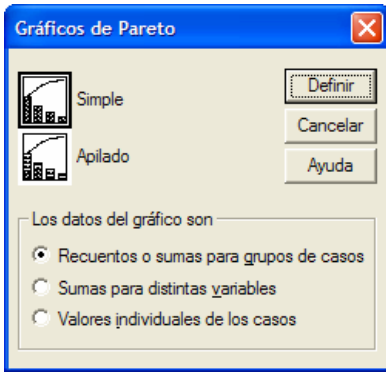 Gráficos de Pareto
Simple
Apilado
Definir
Cancelar
Ayuda
Los datos del gráfico son
Recuentos o sumas para grupos de casos
Sumas para distintas variables
Valores individuales de los casos